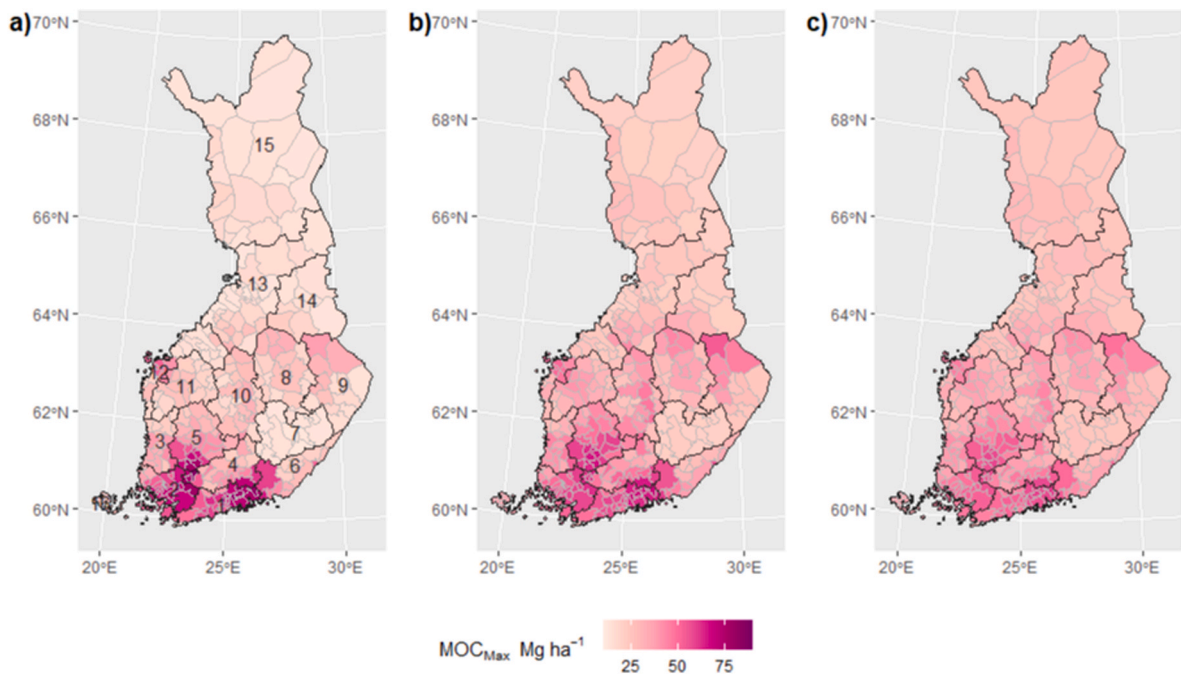 a) b) c)
70°N 70°N 70°N
68°N 68°N 68°N
15
66°N 66°N 66°N
13
14
64°N 64°N 64°N
12
11 8 9
10
62°N 62°N 62°N
3 5 7
4 6
60°N 60°N 60°N
20°E 25°E 30°E 20°E 25°E 30°E 20°E 25°E 30°E
MOCMax Mg ha−1
25 50 75